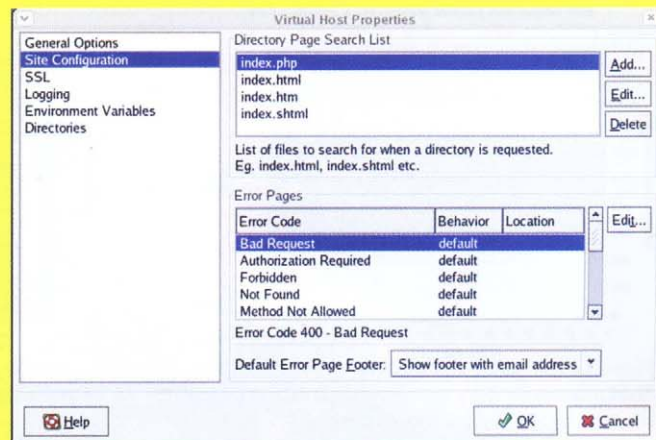 Virtual Host Properties
General Options
Site Configuration
SSL
Logging
Environment Variables
Directories
Directory Page Search List
index.php
index.html
index.htm
index.shtml
Add...
Edit...
Delete
List of files to search for when a directory is requested.
Eg. index.html, index.shtml etc.
Error Pages
Error Code Behavior Location
Bad Request default
Authorization Required default
Forbidden default
Not Found default
Method Not Allowed default
Edit...
Error Code 400 - Bad Request
Default Error Page Footer: Show footer with email address
Help
OK
Cancel